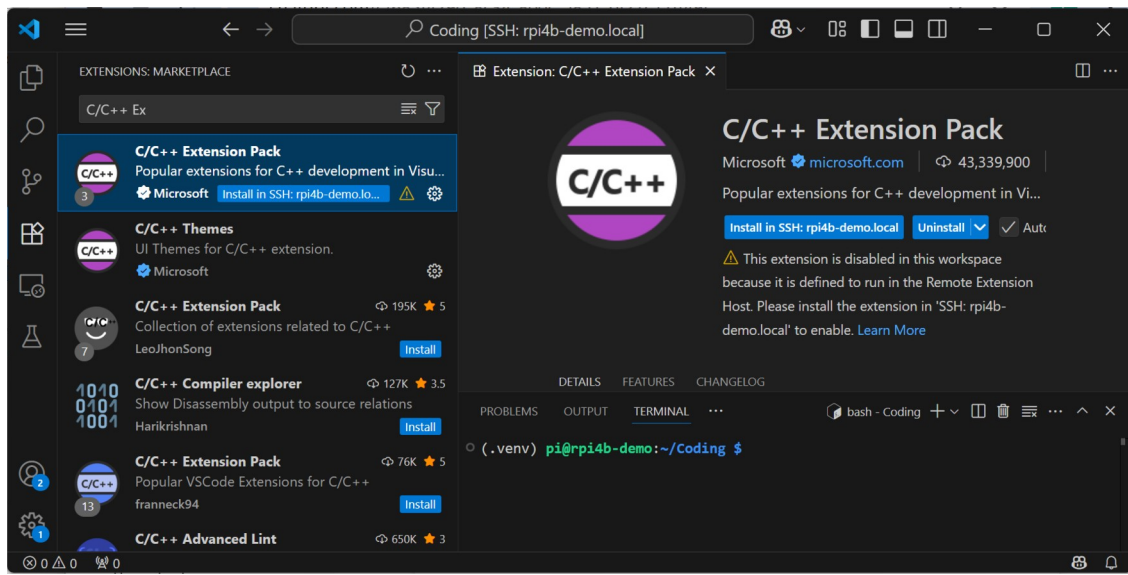 Coding [SSH: rpi4b-demo.local]
EXTENSIONS: MARKETPLACE
C/C++ Ex
C/C++ Extension Pack
Popular extensions for C++ development in Visu...
Microsoft Install in SSH: rpi4b-demo.lo...
C/C++
3
C/C++ Themes
UI Themes for C/C++ extension.
Microsoft
C/C++
C/C++ Extension Pack 195K 5
Collection of extensions related to C/C++
LeoJhonSong Install
7
C/C++ Compiler explorer 127K 3.5
Show Disassembly output to source relations
Harikrishnan Install
1010
0101
1001
C/C++ Extension Pack 76K 5
Popular VSCode Extensions for C/C++
franneck94 Install
C/C++
13
C/C++ Advanced Lint 650K 3
2
1
Extension: C/C++ Extension Pack
C/C++
C/C++ Extension Pack
Microsoft microsoft.com 43,339,900
Popular extensions for C++ development in Vi...
Install in SSH: rpi4b-demo.local Uninstall Auto
This extension is disabled in this workspace
because it is defined to run in the Remote Extension
Host. Please install the extension in 'SSH: rpi4b-
demo.local' to enable. Learn More
DETAILS FEATURES CHANGELOG
PROBLEMS OUTPUT TERMINAL ... bash - Coding
(.venv) pi@rpi4b-demo:~/Coding $
0 0 0